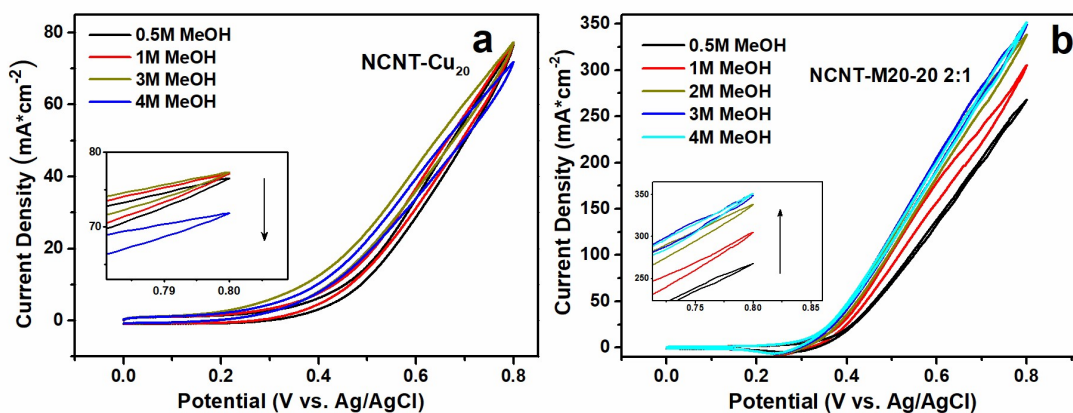 a
0.5M MeOH
1M MeOH
3M MeOH
4M MeOH
NCNT-Cu20
80
60
40
20
0
80
70
0.79
0.80
0.0
0.2
0.4
0.6
0.8
Current Density (mA*cm-2)
Potential (V vs. Ag/AgCl)
b
0.5M MeOH
1M MeOH
2M MeOH
3M MeOH
4M MeOH
NCNT-M20-20 2:1
350
300
250
200
150
100
50
0
350
300
250
0.75
0.80
0.85
0.0
0.2
0.4
0.6
0.8
Current Density (mA*cm-2)
Potential (V vs. Ag/AgCl)